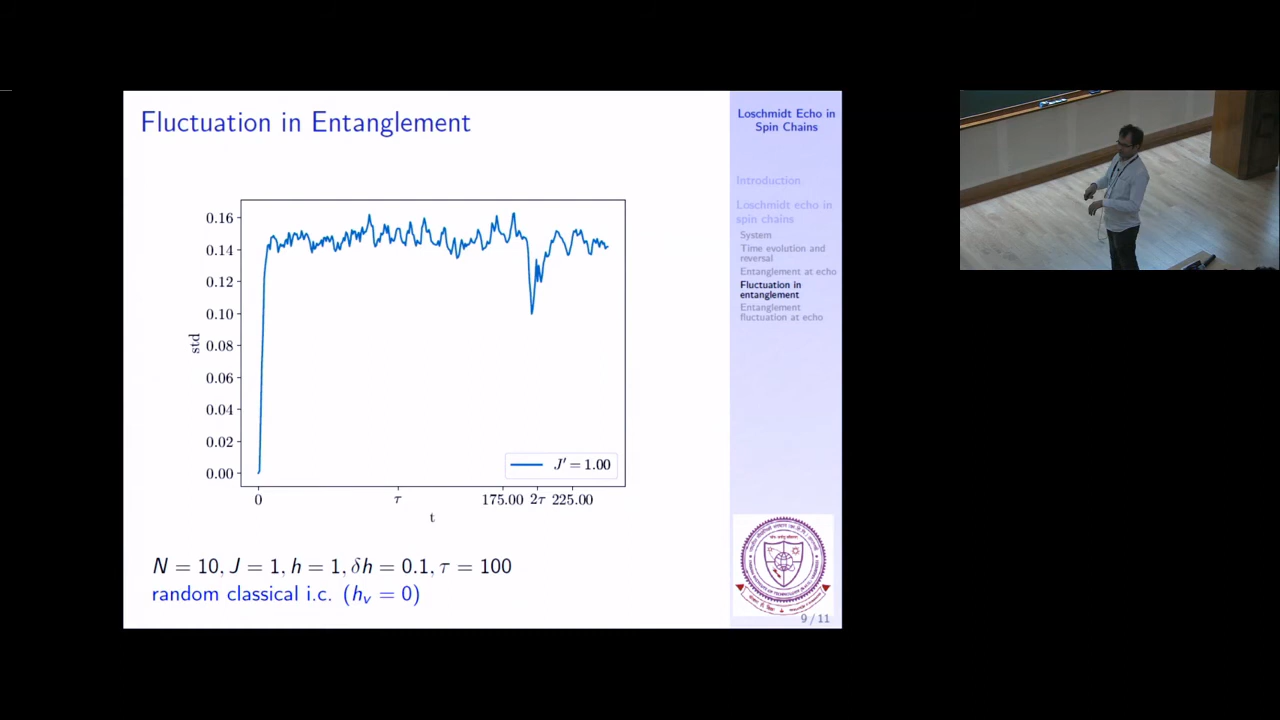 Fluctuation in Entanglement
0.16
0.14
0.12
0.10
0.08
0.06
0.04
0.02
0.00
std
J′ = 1.00
0
τ
175.00
2τ
225.00
t
N = 10, J = 1, h = 1, δh = 0.1, τ = 100
random classical i.c. (hᵥ = 0)
Loschmidt Echo in
Spin Chains
Introduction
Loschmidt echo in
spin chains
System
Time evolution and
reversal
Entanglement at echo
Fluctuation in
entanglement
Entanglement
fluctuation at echo
9 / 11